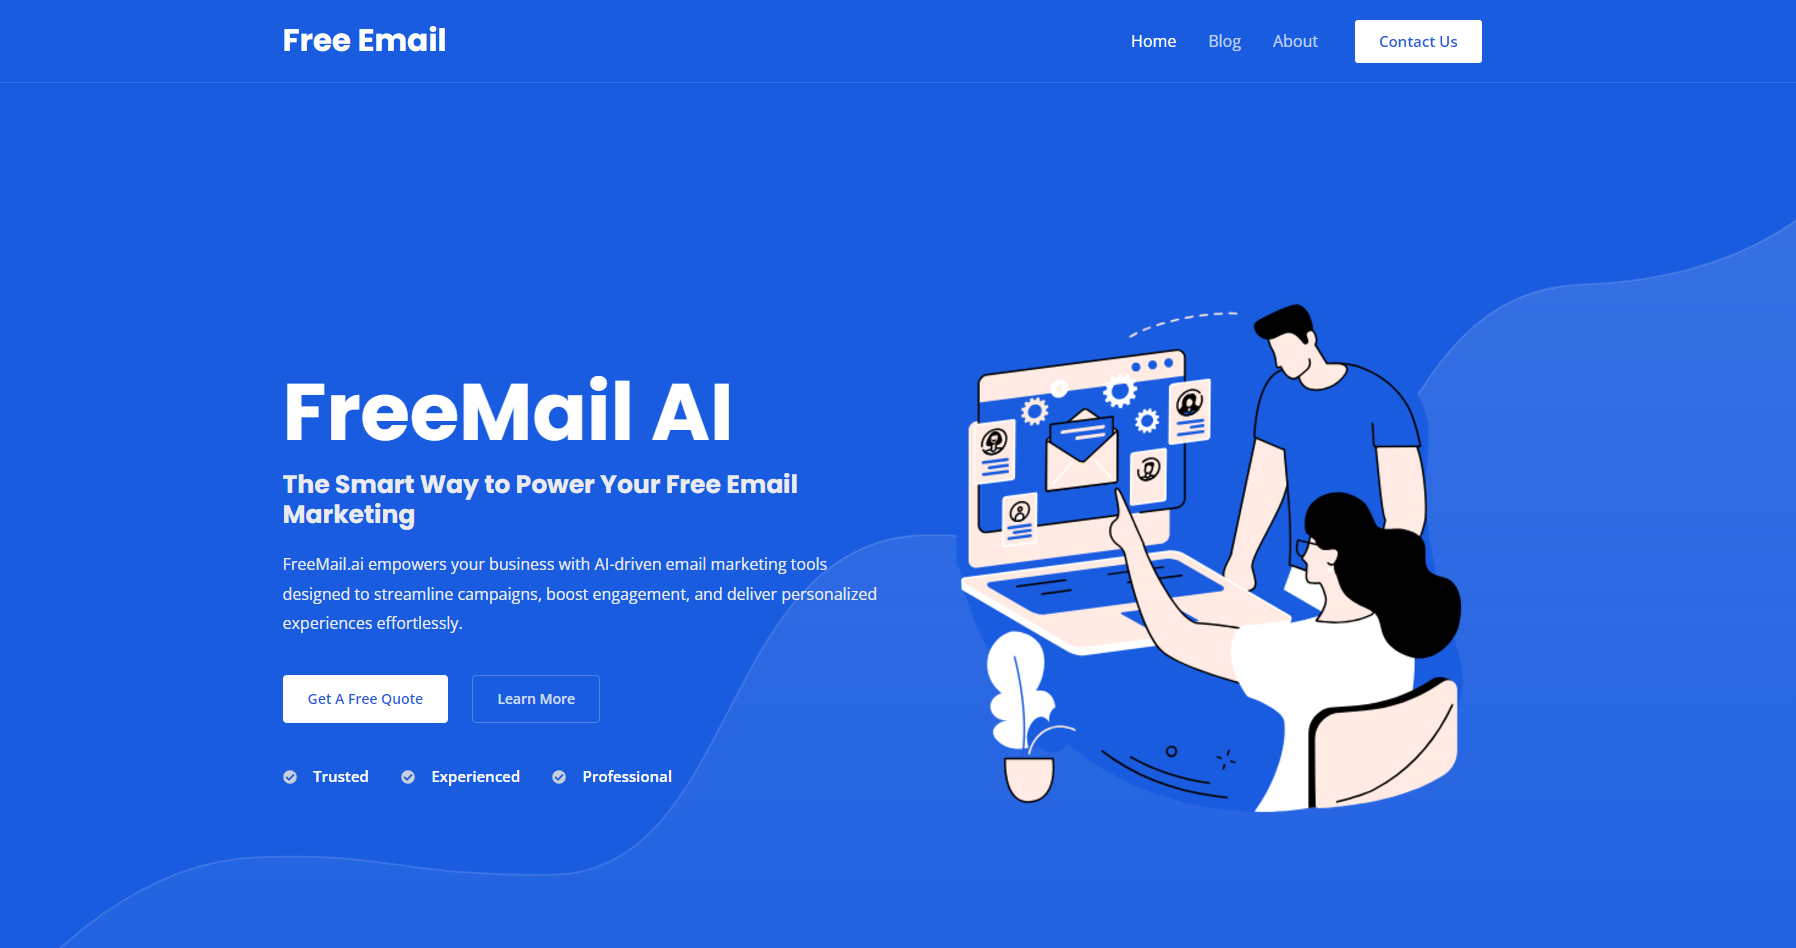 Free Email
Home
Blog
About
Contact Us
FreeMail AI
The Smart Way to Power Your Free Email
Marketing
FreeMail.ai empowers your business with AI-driven email marketing tools
designed to streamline campaigns, boost engagement, and deliver personalized
experiences effortlessly.
Get A Free Quote
Learn More
Trusted
Experienced
Professional